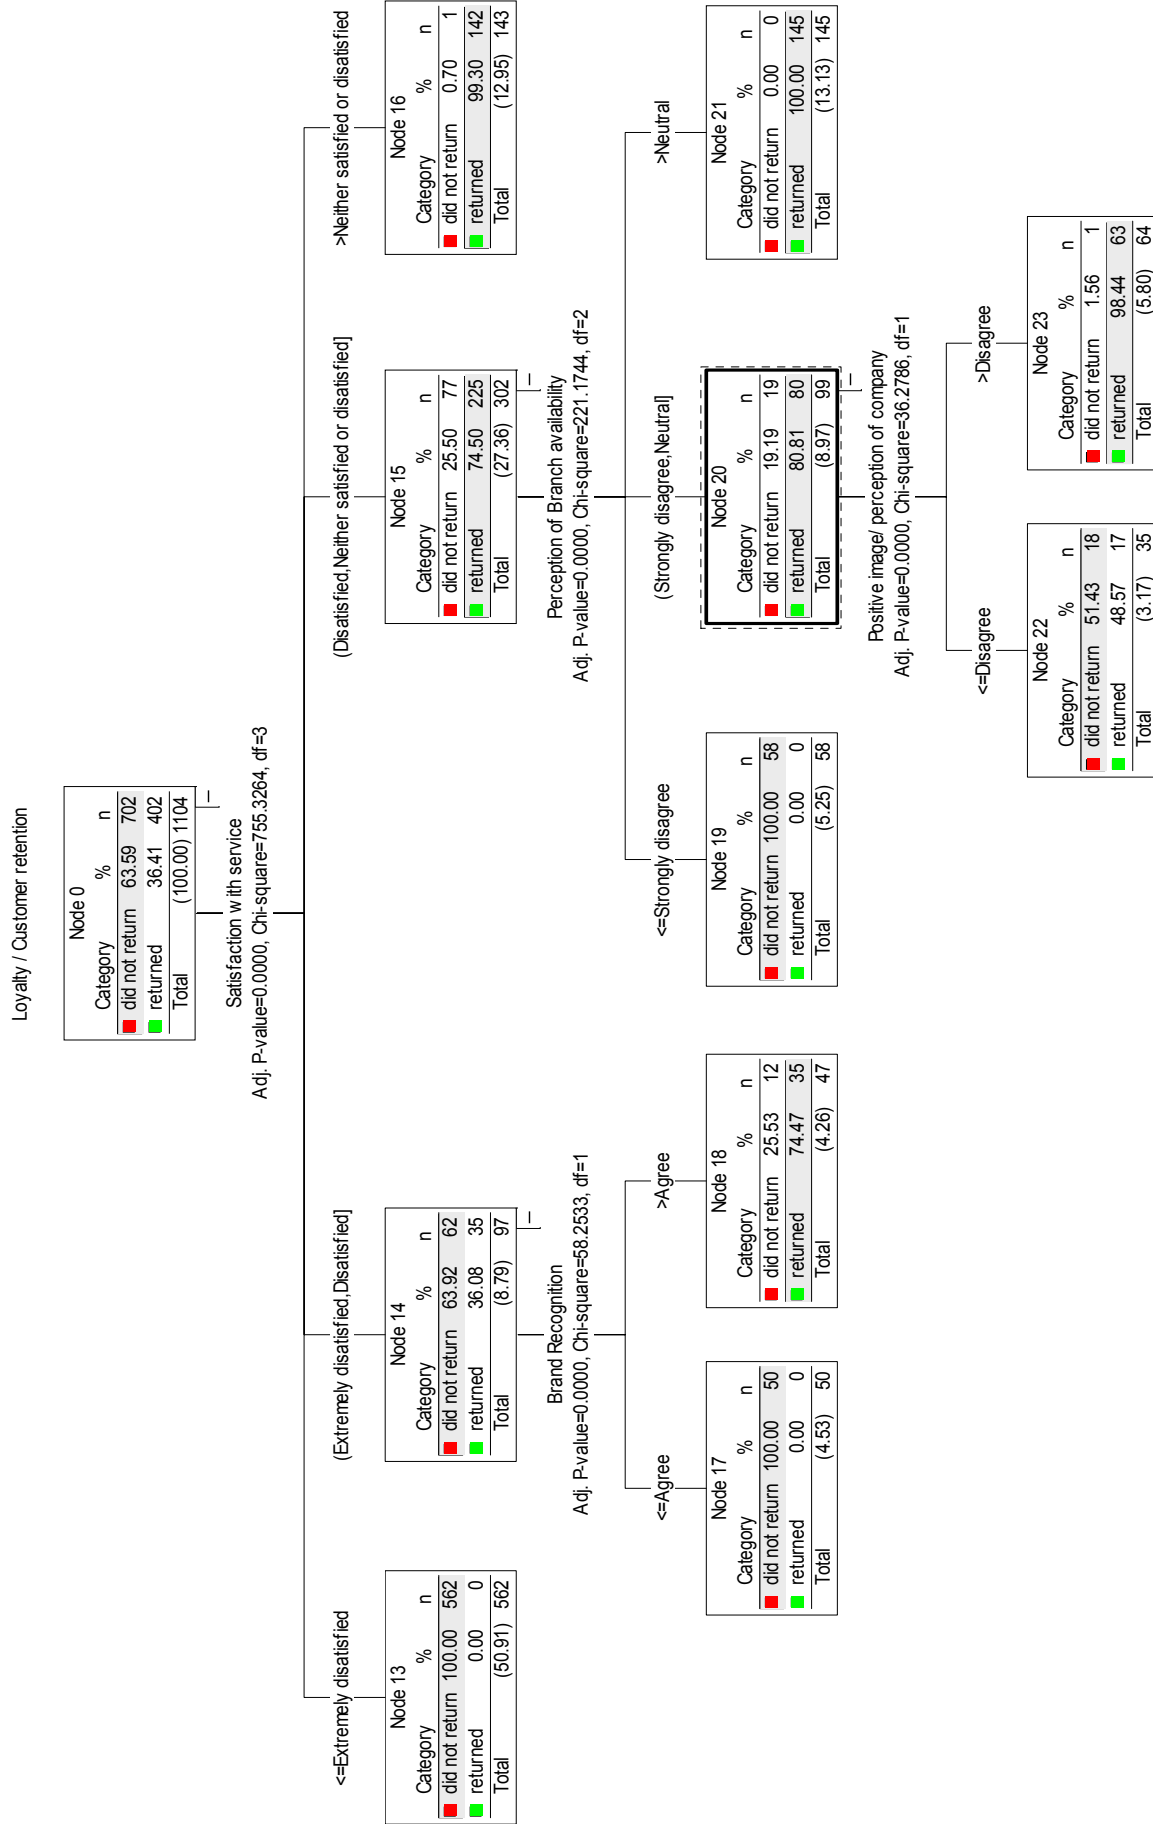 Loyalty / Customer retention
Node 0
Category % n
did not return 63.59 702
returned 36.41 402
Total (100.00) 1104
Satisfaction with service
Adj. P-value=0.0000, Chi-square=755.3264, df=3
<=Extremely disatisfied
Node 13
Category % n
did not return 100.00 562
returned 0.00 0
Total (50.91) 562
(Extremely disatisfied,Disatisfied]
Node 14
Category % n
did not return 63.92 62
returned 36.08 35
Total (8.79) 97
Brand Recognition
Adj. P-value=0.0000, Chi-square=58.2533, df=1
<=Agree
Node 17
Category % n
did not return 100.00 50
returned 0.00 0
Total (4.53) 50
>Agree
Node 18
Category % n
did not return 25.53 12
returned 74.47 35
Total (4.26) 47
(Disatisfied,Neither satisfied or disatisfied]
Node 15
Category % n
did not return 25.50 77
returned 74.50 225
Total (27.36) 302
Perception of Branch availability
Adj. P-value=0.0000, Chi-square=221.1744, df=2
<=Strongly disagree
Node 19
Category % n
did not return 100.00 58
returned 0.00 0
Total (5.25) 58
(Strongly disagree,Neutral]
Node 20
Category % n
did not return 19.19 19
returned 80.81 80
Total (8.97) 99
Positive image/ perception of company
Adj. P-value=0.0000, Chi-square=36.2786, df=1
<=Disagree
Node 22
Category % n
did not return 51.43 18
returned 48.57 17
Total (3.17) 35
>Disagree
Node 23
Category % n
did not return 1.56 1
returned 98.44 63
Total (5.80) 64
>Neutral
Node 21
Category % n
did not return 0.00 0
returned 100.00 145
Total (13.13) 145
>Neither satisfied or disatisfied
Node 16
Category % n
did not return 0.70 1
returned 99.30 142
Total (12.95) 143